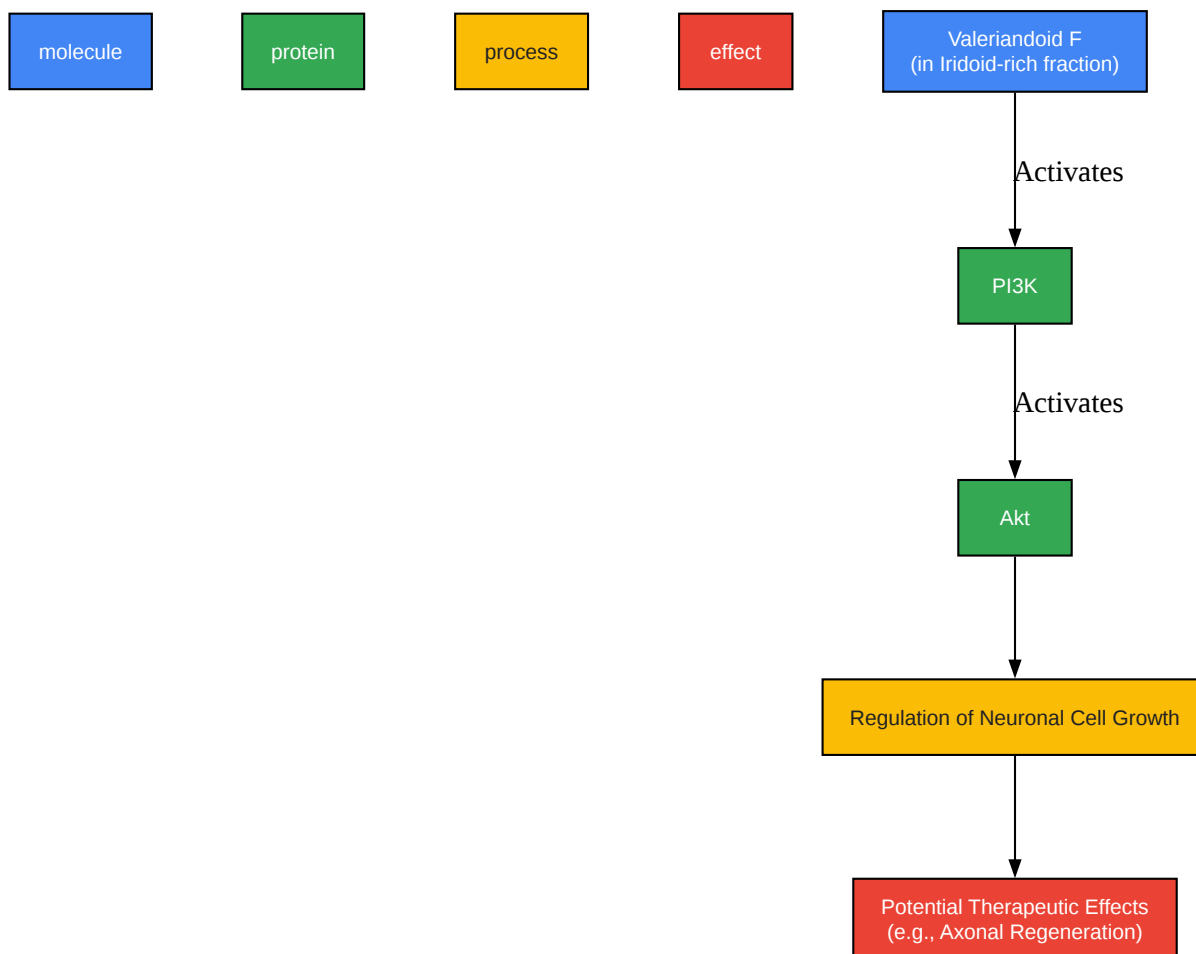 molecule
protein
process
effect
Valeriandoid F
(in Iridoid-rich fraction)
Activates
PI3K
Activates
Akt
Regulation of Neuronal Cell Growth
Potential Therapeutic Effects
(e.g., Axonal Regeneration)